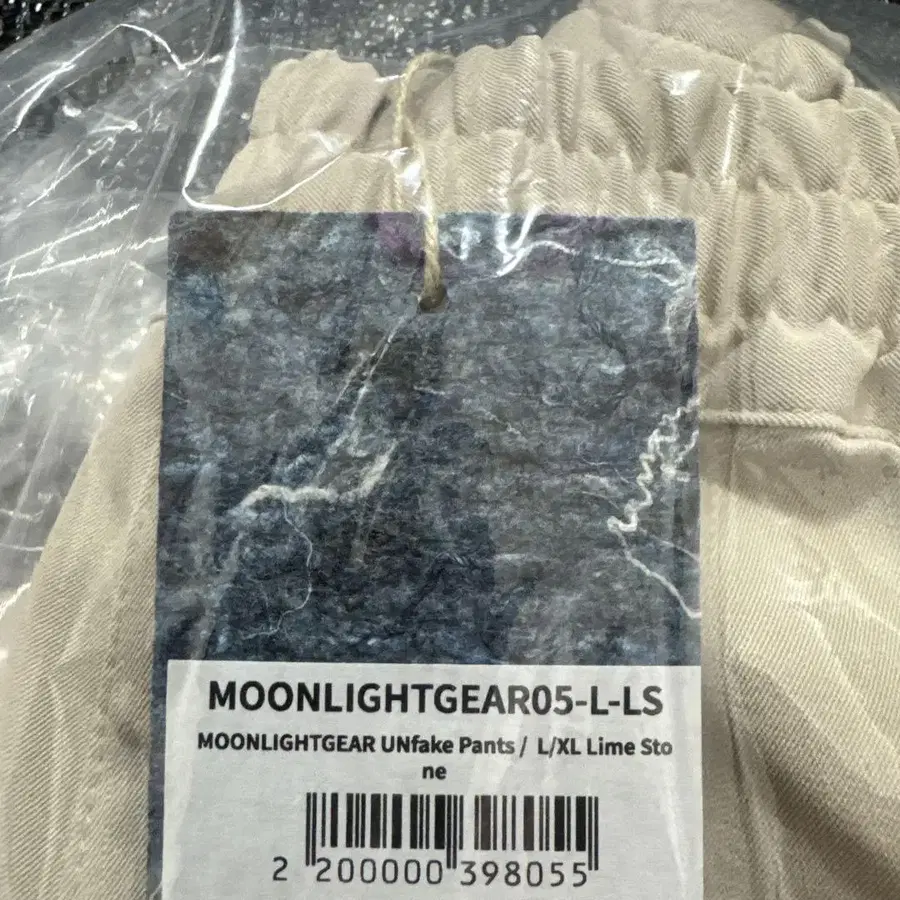 MOONLIGHTGEAR05-L-LS
MOONLIGHTGEAR UNfake Pants / L/XL Lime Sto
ne
2 200000 398055